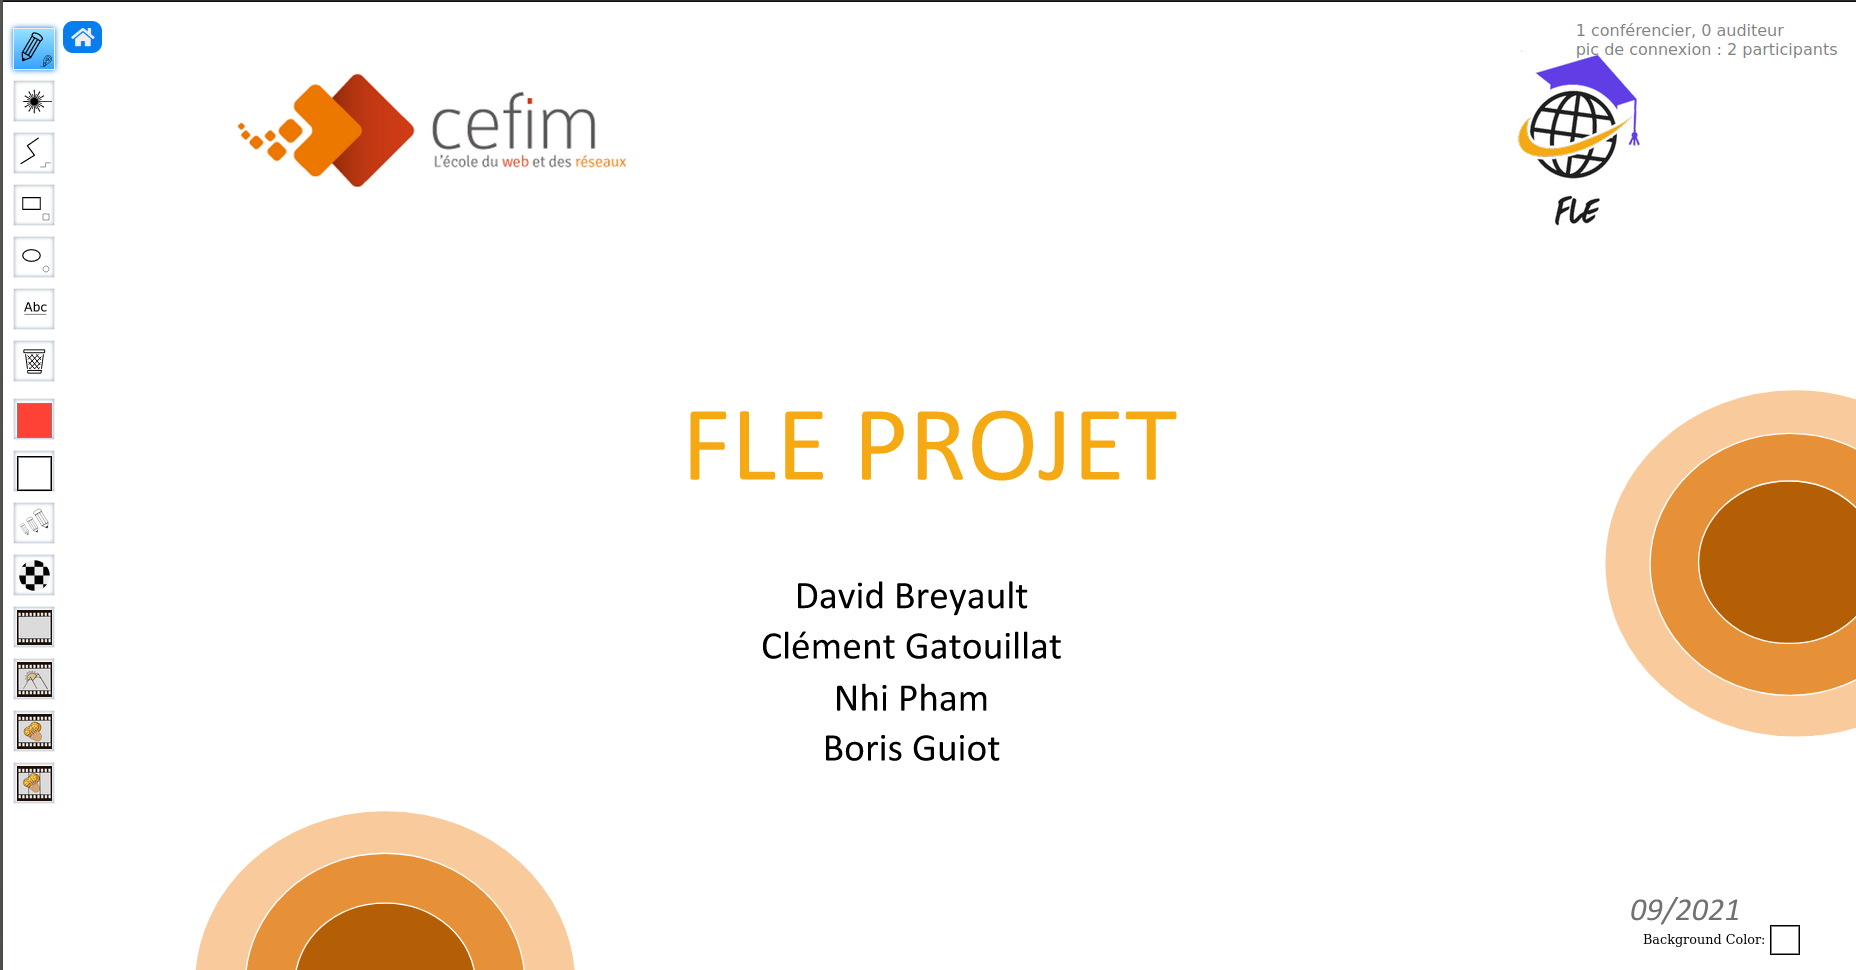 1 conférencier, 0 auditeur
pic de connexion : 2 participants
cefim
L'école du web et des réseaux
FLE
Abc
FLE PROJET
David Breyault
Clément Gatouillat
Nhi Pham
Boris Guiot
09/2021
Background Color: